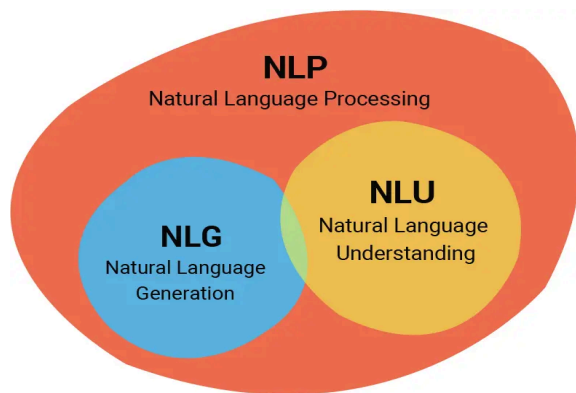 NLP
Natural Language Processing
NLG
Natural Language
Generation
NLU
Natural Language
Understanding